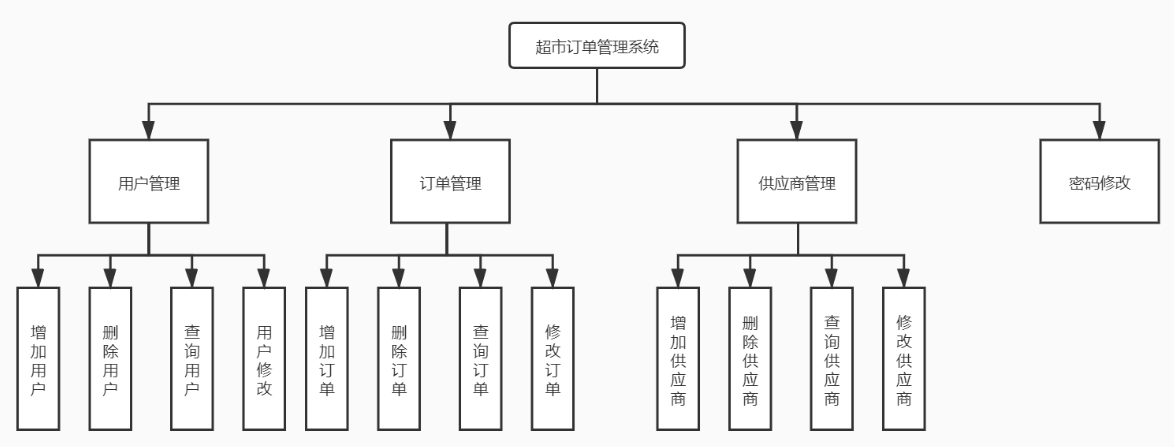 超市订单管理系统
用户管理
订单管理
供应商管理
密码修改
增加用户
删除用户
查询用户
用户修改
增加订单
删除订单
查询订单
修改订单
增加供应商
删除供应商
查询供应商
修改供应商